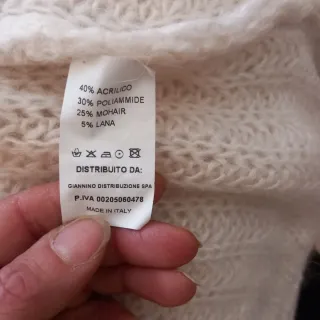 40% ACRILICO
30% POLIAMMIDE
25% MOHAIR
5% LANA
DISTRIBUITO DA:
GIANNINO DISTRIBUZIONE SPA
P.IVA 00205060478
MADE IN ITALY